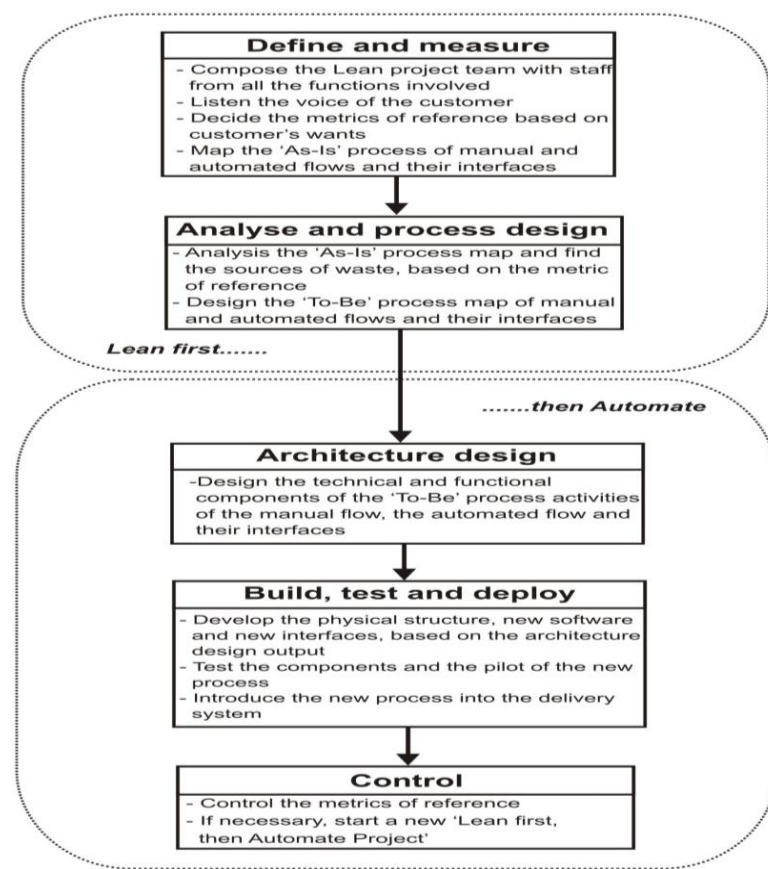 Define and measure
- Compose the Lean project team with staff
from all the functions involved
- Listen the voice of the customer
- Decide the metrics of reference based on
customer's wants
- Map the 'As-Is' process of manual and
automated flows and their interfaces
Analyse and process design
- Analysis the 'As-Is' process map and find
the sources of waste, based on the metric
of reference
- Design the 'To-Be' process map of manual
and automated flows and their interfaces
Lean first.......
.......then Automate
Architecture design
-Design the technical and functional
components of the 'To-Be' process activities
of the manual flow, the automated flow and
their interfaces
Build, test and deploy
- Develop the physical structure, new software
and new interfaces, based on the architecture
design output
- Test the components and the pilot of the new
process
- Introduce the new process into the delivery
system
Control
- Control the metrics of reference
- If necessary, start a new 'Lean first,
then Automate Project'